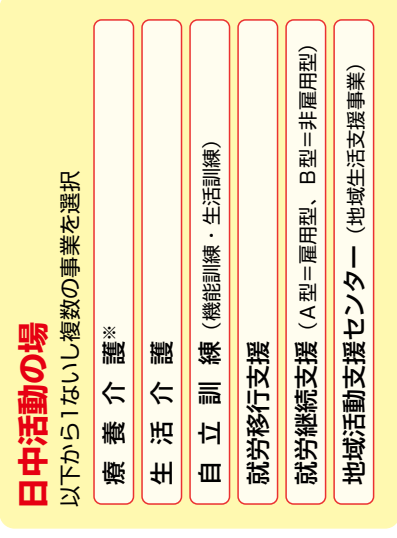 日中活動の場
以下から1ないし複数の事業を選択
療養介護※
生活介護
自立訓練(機能訓練・生活訓練)
就労移行支援
就労継続支援(A型=雇用型、B型=非雇用型)
地域活動支援センター(地域生活支援事業)